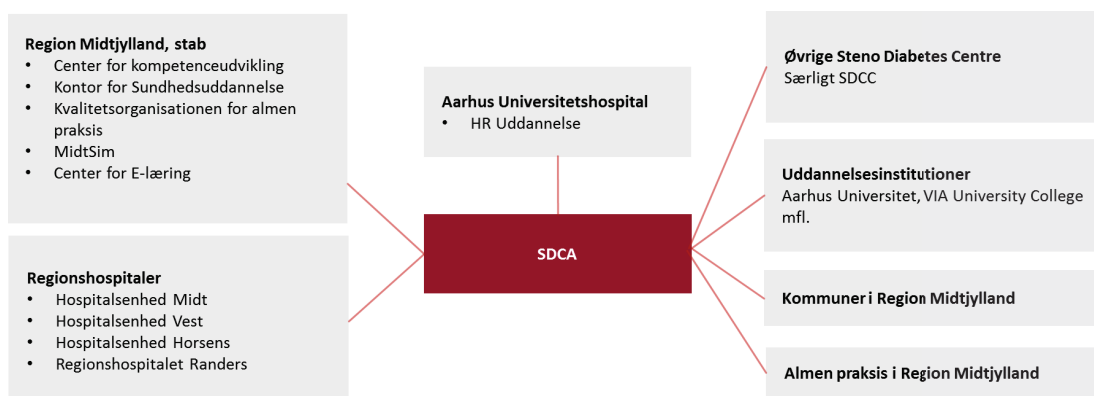 Region Midtjylland, stab
• Center for kompetenceudvikling
• Kontor for Sundhedsuddannelse
• Kvalitetsorganisationen for almen
praksis
• MidtSim
• Center for E-læring
Regionshospitaler
• Hospitalsenhed Midt
• Hospitalsenhed Vest
• Hospitalsenhed Horsens
• Regionshospitalet Randers
Aarhus Universitetshospital
• HR Uddannelse
SDCA
Øvrige Steno Diabetes Centre
Særligt SDCC
Uddannelsesinstitutioner
Aarhus Universitet, VIA University College
mfl.
Kommuner i Region Midtjylland
Almen praksis i Region Midtjylland